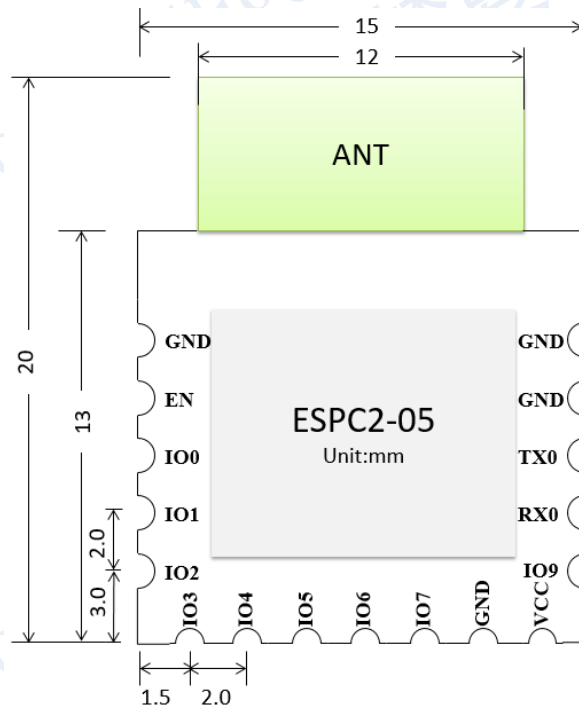 15
12
ANT
20
13
GND
GND
EN
GND
ESPC2-05
Unit:mm
IO0
TX0
IO1
RX0
2.0
IO2
IO9
3.0
IO3
IO4
IO5
IO6
IO7
GND
VCC
1.5
2.0